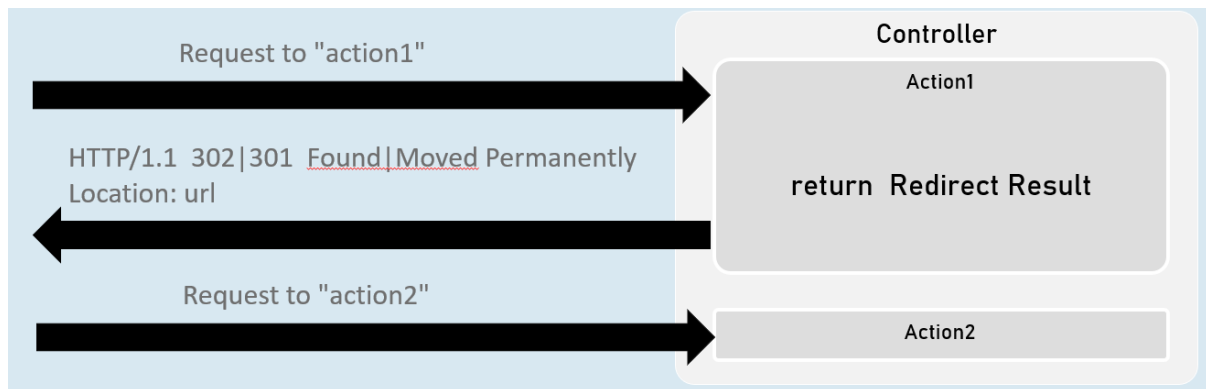 Controller
Request to "action1"
Action1
HTTP/1.1 302|301 Found|Moved Permanently
Location: url
return Redirect Result
Request to "action2"
Action2